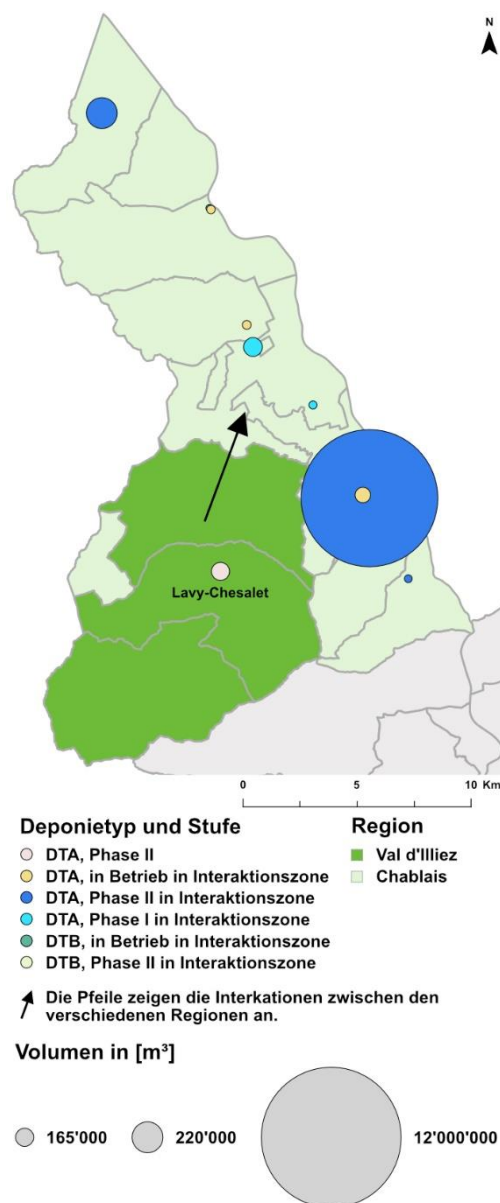 N
Lavy-Chesalet
0 5 10 Km
Deponietyp und Stufe
DTA, Phase II
DTA, in Betrieb in Interaktionszone
DTA, Phase II in Interaktionszone
DTA, Phase I in Interaktionszone
DTB, in Betrieb in Interaktionszone
DTB, Phase II in Interaktionszone
Region
Val d'Illiez
Chablais
Die Pfeile zeigen die Interkationen zwischen den
verschiedenen Regionen an.
Volumen in [m³]
165'000 220'000 12'000'000